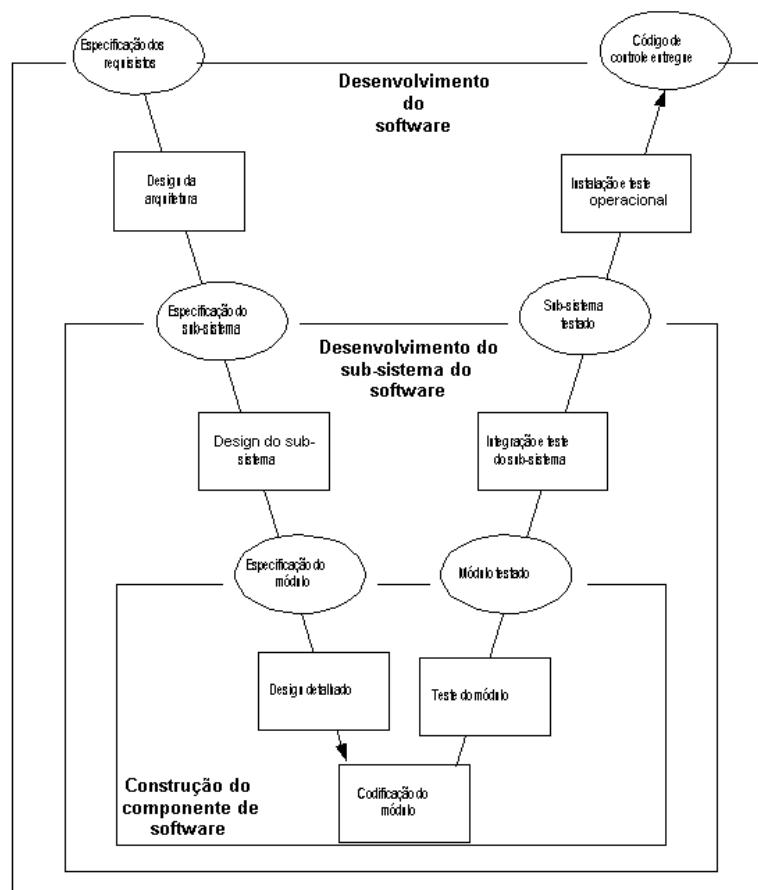 Especificação dos
requisistos
Código de
controle entregue
Desenvolvimento
do
software
Design da
arquitetura
Instalação e teste
operacional
Especificação do
sub-sistema
Sub-sistema
testado
Desenvolvimento do
sub-sistema do
software
Design do sub-
sistema
Integração e teste
do sub-sistema
Especificação do
módulo
Módulo testado
Design detalhado
Teste do módulo
Construção do
componente de
software
Codificação do
módulo